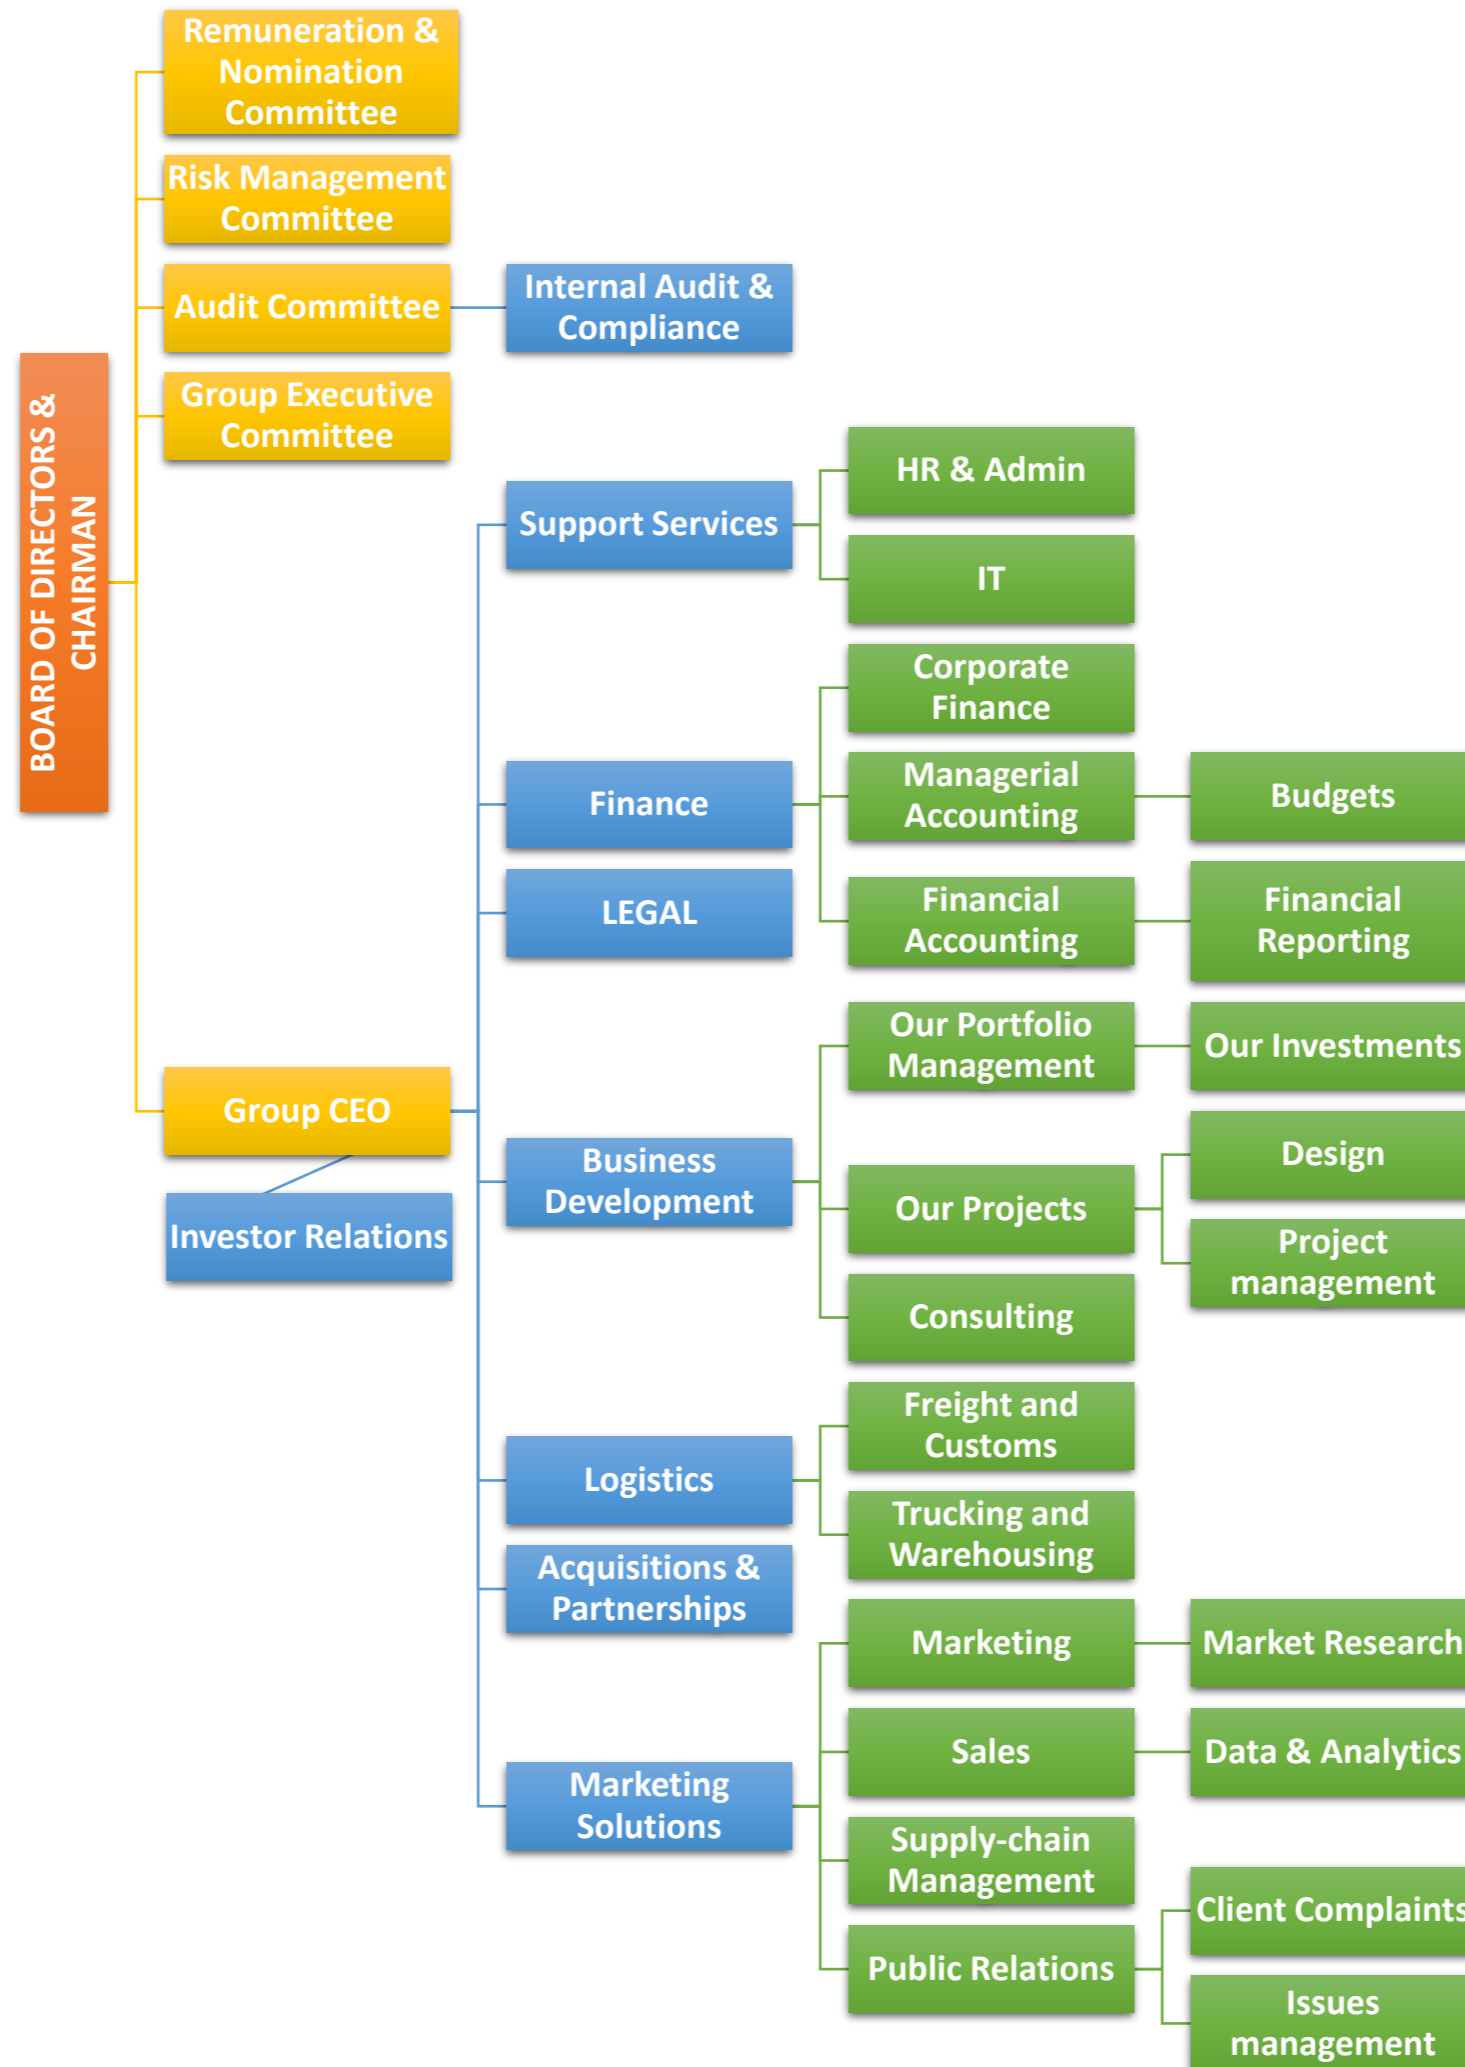 Remuneration &
Nomination
Committee
Risk Management
Committee
Audit Committee
Internal Audit &
Compliance
Group Executive
Committee
BOARD OF DIRECTORS &
CHAIRMAN
HR & Admin
Support Services
IT
Corporate
Finance
Managerial
Accounting
Budgets
Finance
LEGAL
Financial
Accounting
Financial
Reporting
Our Portfolio
Management
Our Investments
Group CEO
Business
Development
Design
Our Projects
Project
management
Investor Relations
Consulting
Freight and
Customs
Logistics
Trucking and
Warehousing
Acquisitions &
Partnerships
Marketing
Market Research
Sales
Data & Analytics
Marketing
Solutions
Supply-chain
Management
Client Complaints
Public Relations
Issues
management